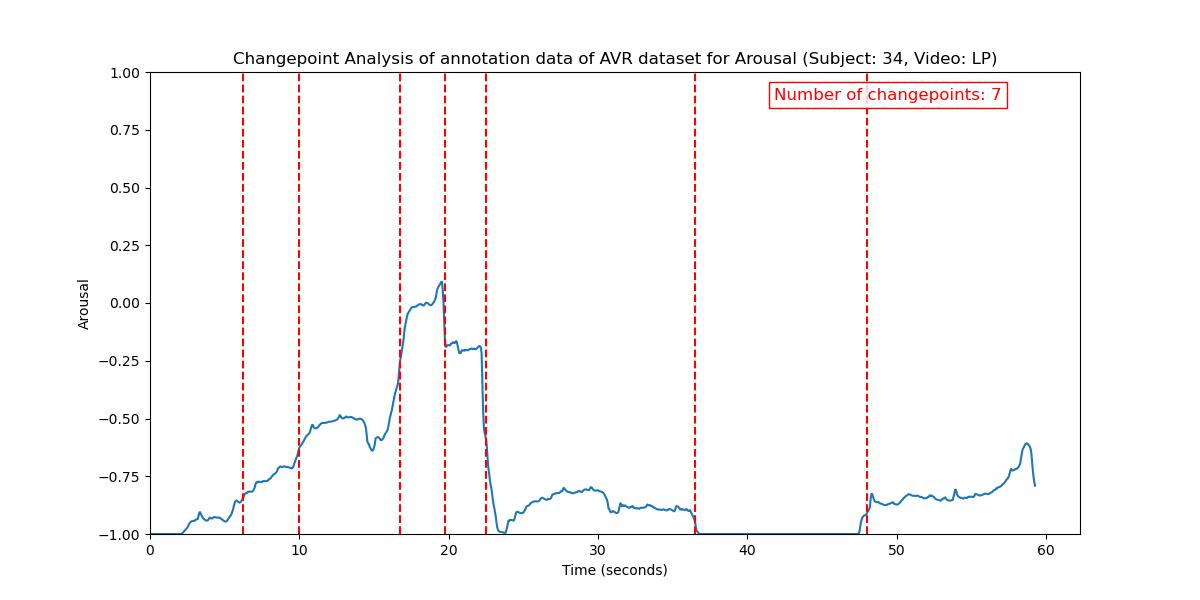 Changepoint Analysis of annotation data of AVR dataset for Arousal (Subject: 34, Video: LP)
Number of changepoints: 7
1.00
0.75
0.50
0.25
0.00
−0.25
−0.50
−0.75
−1.00
Arousal
0 10 20 30 40 50 60
Time (seconds)